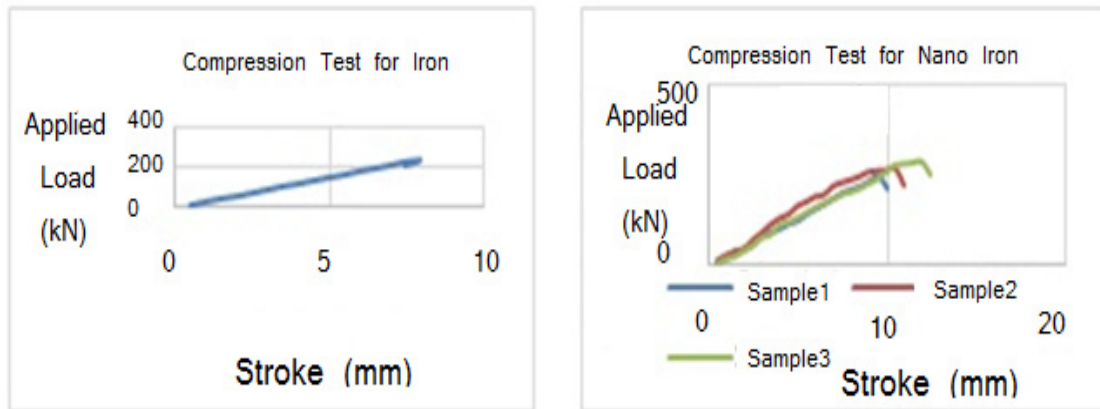 Compression Test for Iron
Applied
Load
(kN)
400
200
0
0 5 10
Stroke (mm)
Compression Test for Nano Iron
500
Applied
Load
(kN)
0
Sample1 Sample2
0 10 20
Sample3
Stroke (mm)